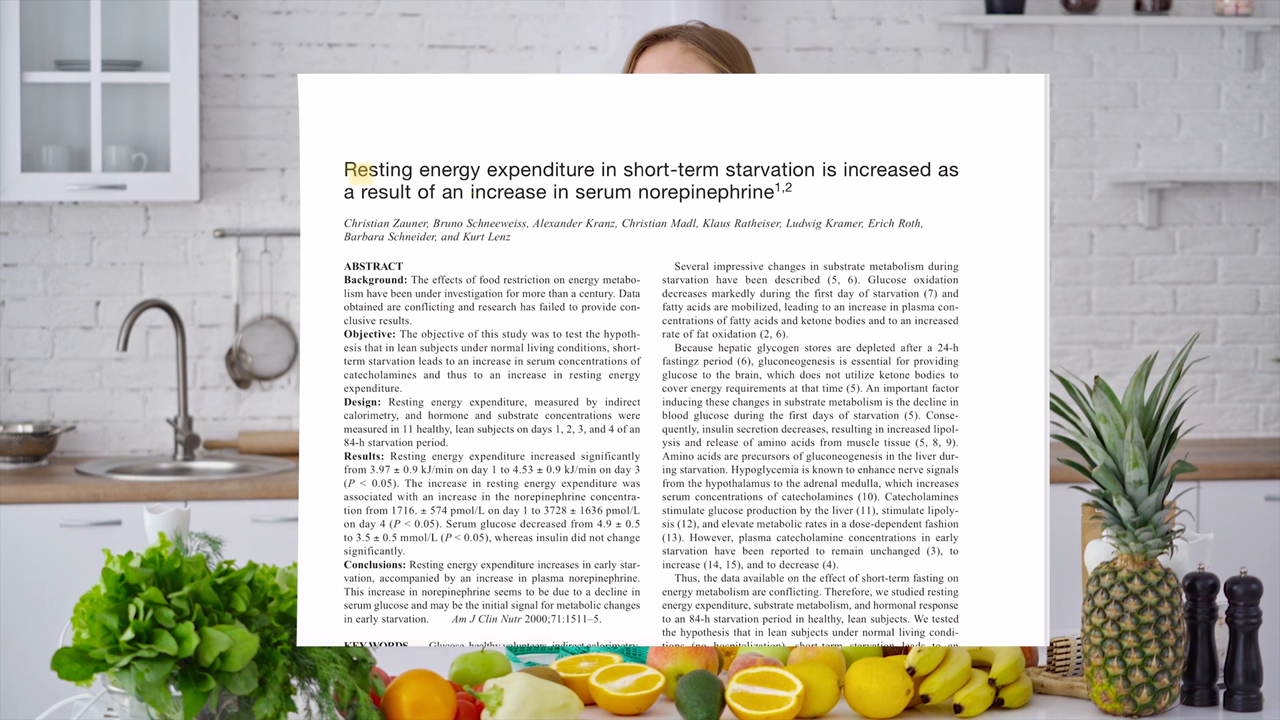 Resting energy expenditure in short-term starvation is increased as
a result of an increase in serum norepinephrine1,2
Christian Zauner, Bruno Schneeweiss, Alexander Kranz, Christian Madl, Klaus Ratheiser, Ludwig Kramer, Erich Roth,
Barbara Schneider, and Kurt Lenz
ABSTRACT
Background: The effects of food restriction on energy metabo-
lism have been under investigation for more than a century. Data
obtained are conflicting and research has failed to provide con-
clusive results.
Objective: The objective of this study was to test the hypoth-
esis that in lean subjects under normal living conditions, short-
term starvation leads to an increase in serum concentrations of
catecholamines and thus to an increase in resting energy
expenditure.
Design: Resting energy expenditure, measured by indirect
calorimetry, and hormone and substrate concentrations were
measured in 11 healthy, lean subjects on days 1, 2, 3, and 4 of an
84-h starvation period.
Results: Resting energy expenditure increased significantly
from 3.97 ± 0.9 kJ/min on day 1 to 4.53 ± 0.9 kJ/min on day 3
(P < 0.05). The increase in resting energy expenditure was
associated with an increase in the norepinephrine concentra-
tion from 1716. ± 574 pmol/L on day 1 to 3728 ± 1636 pmol/L
on day 4 (P < 0.05). Serum glucose decreased from 4.9 ± 0.5
to 3.5 ± 0.5 mmol/L (P < 0.05), whereas insulin did not change
significantly.
Conclusions: Resting energy expenditure increases in early star-
vation, accompanied by an increase in plasma norepinephrine.
This increase in norepinephrine seems to be due to a decline in
serum glucose and may be the initial signal for metabolic changes
in early starvation. Am J Clin Nutr 2000;71:1511–5.
KEY WORDS Glucose, healthy volunteers, indirect calorimetry,
Several impressive changes in substrate metabolism during
starvation have been described (5, 6). Glucose oxidation
decreases markedly during the first day of starvation (7) and
fatty acids are mobilized, leading to an increase in plasma con-
centrations of fatty acids and ketone bodies and to an increased
rate of fat oxidation (2, 6).
Because hepatic glycogen stores are depleted after a 24-h
fastingz period (6), gluconeogenesis is essential for providing
glucose to the brain, which does not utilize ketone bodies to
cover energy requirements at that time (5). An important factor
inducing these changes in substrate metabolism is the decline in
blood glucose during the first days of starvation (5). Conse-
quently, insulin secretion decreases, resulting in increased lipol-
ysis and release of amino acids from muscle tissue (5, 8, 9).
Amino acids are precursors of gluconeogenesis in the liver dur-
ing starvation. Hypoglycemia is known to enhance nerve signals
from the hypothalamus to the adrenal medulla, which increases
serum concentrations of catecholamines (10). Catecholamines
stimulate glucose production by the liver (11), stimulate lipoly-
sis (12), and elevate metabolic rates in a dose-dependent fashion
(13). However, plasma catecholamine concentrations in early
starvation have been reported to remain unchanged (3), to
increase (14, 15), and to decrease (4).
Thus, the data available on the effect of short-term fasting on
energy metabolism are conflicting. Therefore, we studied resting
energy expenditure, substrate metabolism, and hormonal response
to an 84-h starvation period in healthy, lean subjects. We tested
the hypothesis that in lean subjects under normal living condi-
tions (no hospitalization), short-term starvation leads to an